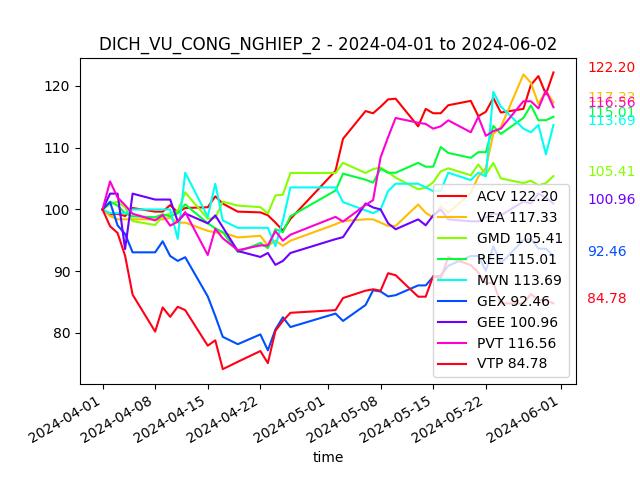 DICH_VU_CONG_NGHIEP_2 - 2024-04-01 to 2024-06-02
122.20
117.33
116.56
115.01
113.69
105.41
100.96
92.46
84.78
120
110
100
90
80
ACV 122.20
VEA 117.33
GMD 105.41
REE 115.01
MVN 113.69
GEX 92.46
GEE 100.96
PVT 116.56
VTP 84.78
2024-04-01
2024-04-08
2024-04-15
2024-04-22
2024-05-01
2024-05-08
2024-05-15
2024-05-22
2024-06-01
time